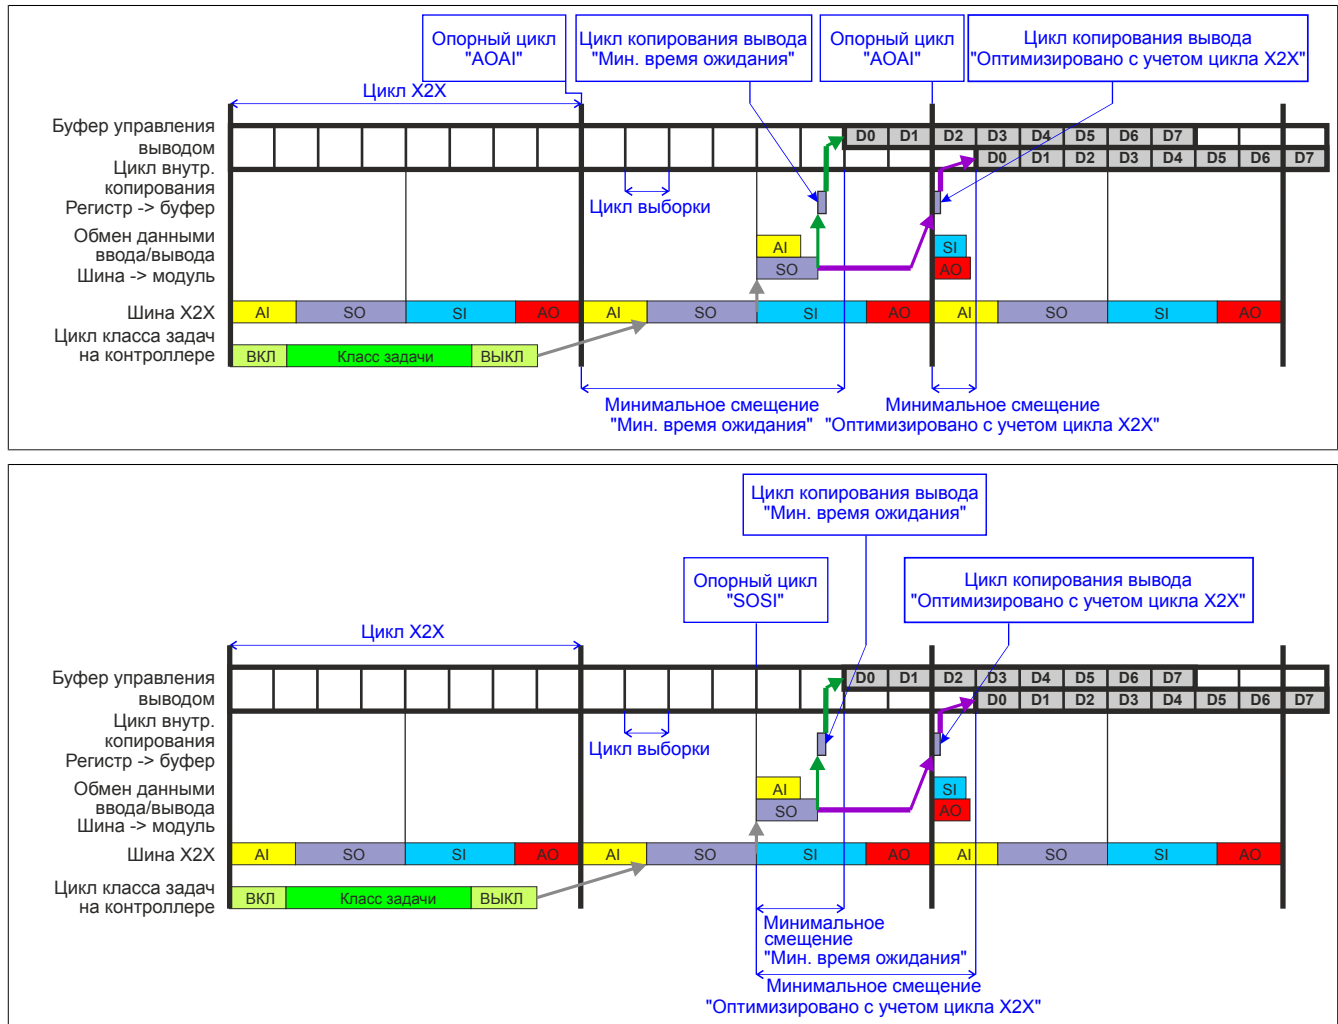 Опорный цикл
"AOAI"
Цикл копирования вывода
"Мин. время ожидания"
Опорный цикл
"AOAI"
Цикл копирования вывода
"Оптимизировано с учетом цикла X2X"
Цикл X2X
Буфер управления
выводом
D0 D1 D2 D3 D4 D5 D6 D7
D0 D1 D2 D3 D4 D5 D6 D7
Цикл внутр.
копирования
Регистр -> буфер
Цикл выборки
Обмен данными
ввода/вывода
Шина -> модуль
AI
SO
SI
AO
Шина X2X
AI SO SI AO AI SO SI AO AI SO SI AO
Цикл класса задач
на контроллере
ВКЛ Класс задачи ВЫКЛ
Минимальное смещение
"Мин. время ожидания"
Минимальное смещение
"Оптимизировано с учетом цикла X2X"
Цикл копирования вывода
"Мин. время ожидания"
Опорный цикл
"SOSI"
Цикл копирования вывода
"Оптимизировано с учетом цикла X2X"
Цикл X2X
Буфер управления
выводом
D0 D1 D2 D3 D4 D5 D6 D7
D0 D1 D2 D3 D4 D5 D6 D7
Цикл внутр.
копирования
Регистр -> буфер
Цикл выборки
Обмен данными
ввода/вывода
Шина -> модуль
AI
SO
SI
AO
Шина X2X
AI SO SI AO AI SO SI AO AI SO SI AO
Цикл класса задач
на контроллере
ВКЛ Класс задачи ВЫКЛ
Минимальное
смещение
"Мин. время ожидания"
Минимальное смещение
"Оптимизировано с учетом цикла X2X"